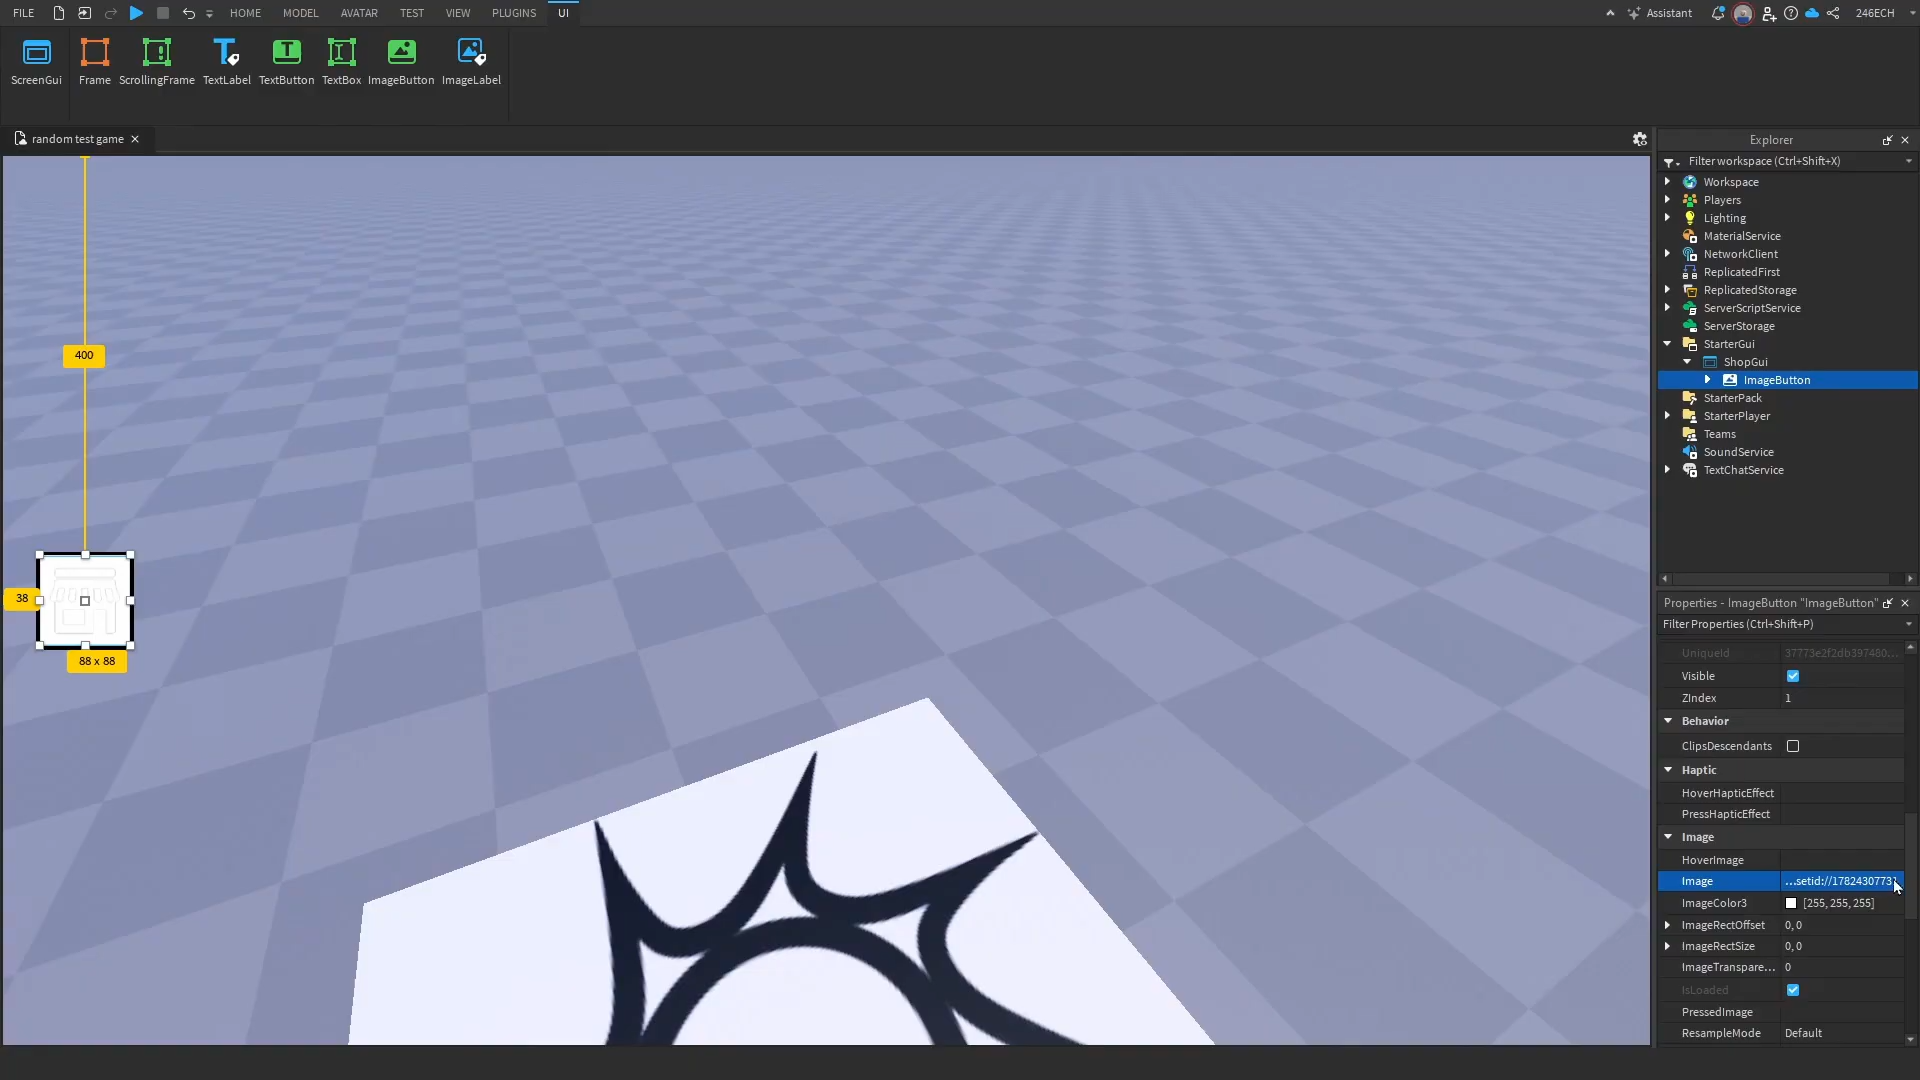 FILE HOME MODEL AVATAR TEST VIEW PLUGINS UI Assistant 246ECH
ScreenGui Frame ScrollingFrame TextLabel TextButton TextBox ImageButton ImageLabel
random test game
Explorer
Filter workspace (Ctrl+Shift+X)
Workspace
Players
Lighting
MaterialService
NetworkClient
ReplicatedFirst
ReplicatedStorage
ServerScriptService
ServerStorage
StarterGui
ShopGui
ImageButton
StarterPack
StarterPlayer
Teams
SoundService
TextChatService
400
38
88 x 88
Properties - ImageButton "ImageButton"
Filter Properties (Ctrl+Shift+P)
UniqueId 37773e2f2db397480...
Visible
ZIndex 1
Behavior
ClipsDescendants
Haptic
HoverHapticEffect
PressHapticEffect
Image
HoverImage
Image ...setid://1782430773
ImageColor3 [255, 255, 255]
ImageRectOffset 0, 0
ImageRectSize 0, 0
ImageTranspare... 0
IsLoaded
PressedImage
ResampleMode Default